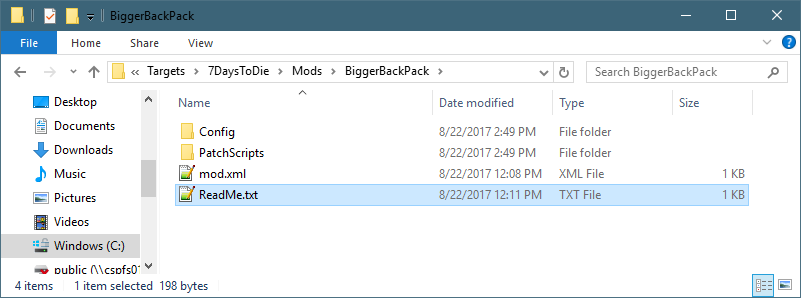 BiggerBackPack
File Home Share View
Targets 7DaysToDie Mods BiggerBackPack Search BiggerBackPack
Name Date modified Type Size
Desktop
Documents
Downloads
Music
Pictures
Videos
Windows (C:)
public (\\cspfs01
Config 8/22/2017 2:49 PM File folder
PatchScripts 8/22/2017 2:49 PM File folder
mod.xml 8/22/2017 12:08 PM XML File 1 KB
ReadMe.txt 8/22/2017 12:11 PM TXT File 1 KB
4 items 1 item selected 198 bytes